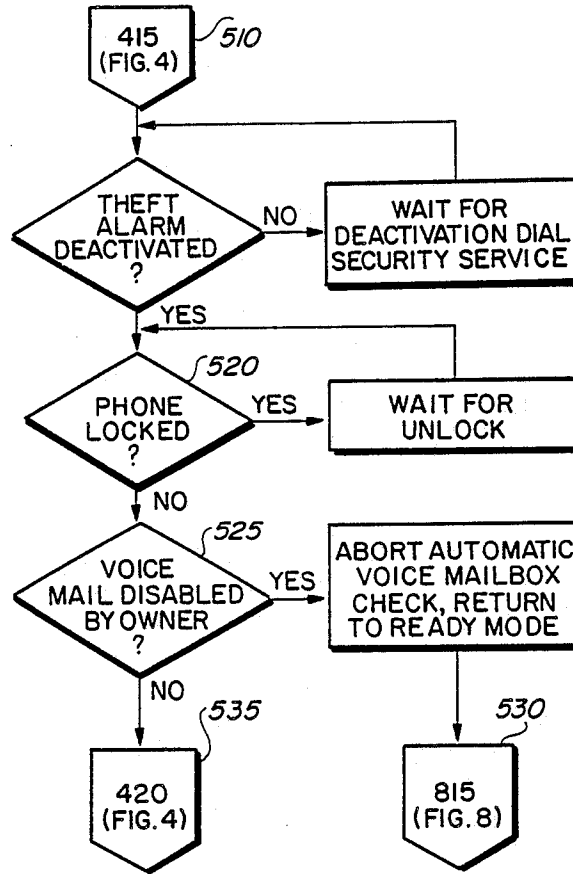 415
(FIG. 4)
510
THEFT
ALARM
DEACTIVATED
?
NO
WAIT FOR
DEACTIVATION DIAL
SECURITY SERVICE
YES
520
PHONE
LOCKED
?
YES
WAIT FOR
UNLOCK
NO
525
VOICE
MAIL DISABLED
BY OWNER
?
YES
ABORT AUTOMATIC
VOICE MAILBOX
CHECK, RETURN
TO READY MODE
NO
535
420
(FIG. 4)
530
815
(FIG. 8)